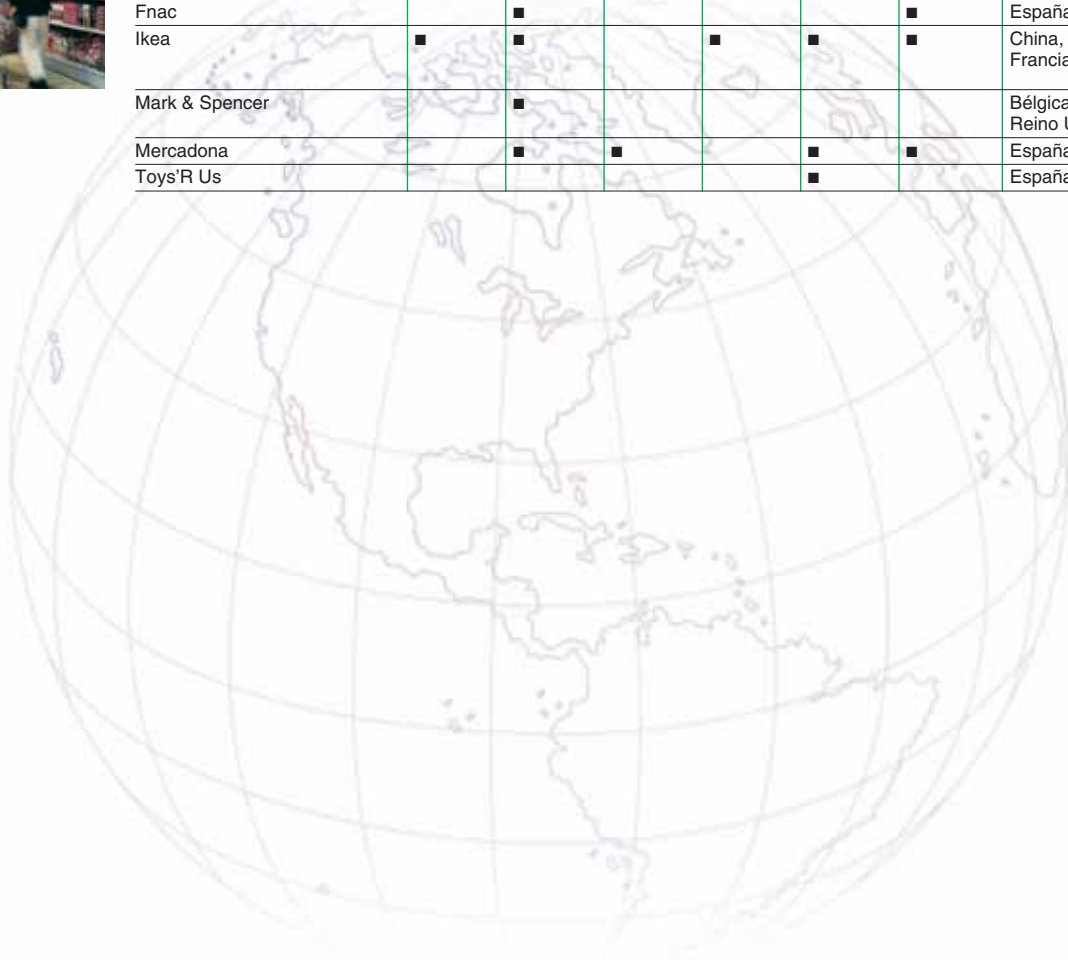 Fnac ■ ■ España
Ikea ■ ■ ■ ■ ■ China,
Francia
Mark & Spencer ■ Bélgica
Reino U
Mercadona ■ ■ ■ ■ España
Toys'R Us ■ España